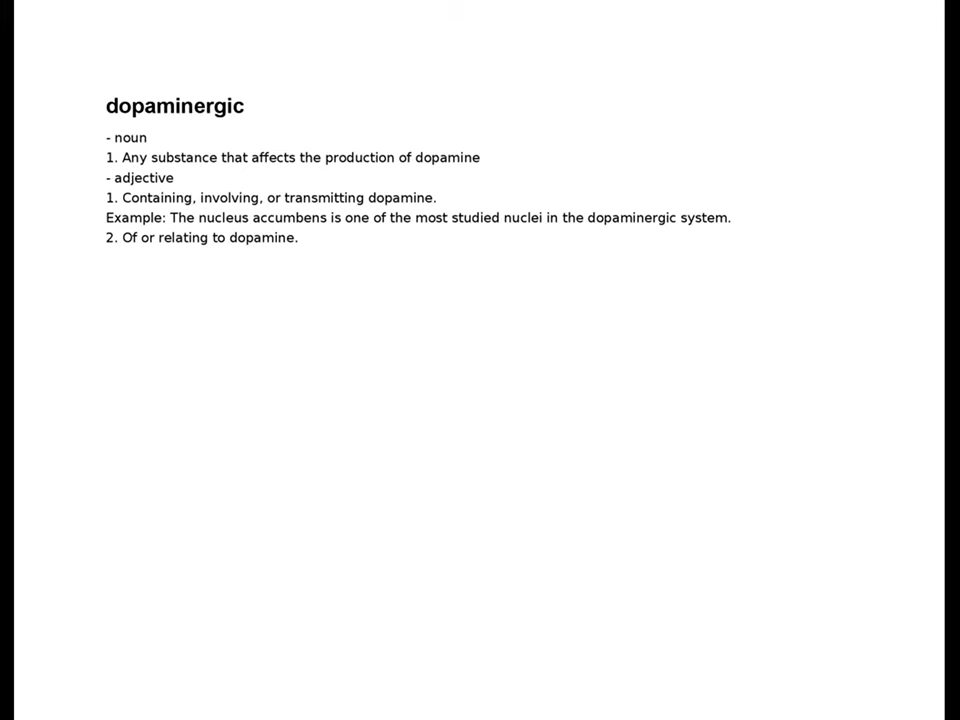 dopaminergic
- noun
1. Any substance that affects the production of dopamine
- adjective
1. Containing, involving, or transmitting dopamine.
Example: The nucleus accumbens is one of the most studied nuclei in the dopaminergic system.
2. Of or relating to dopamine.